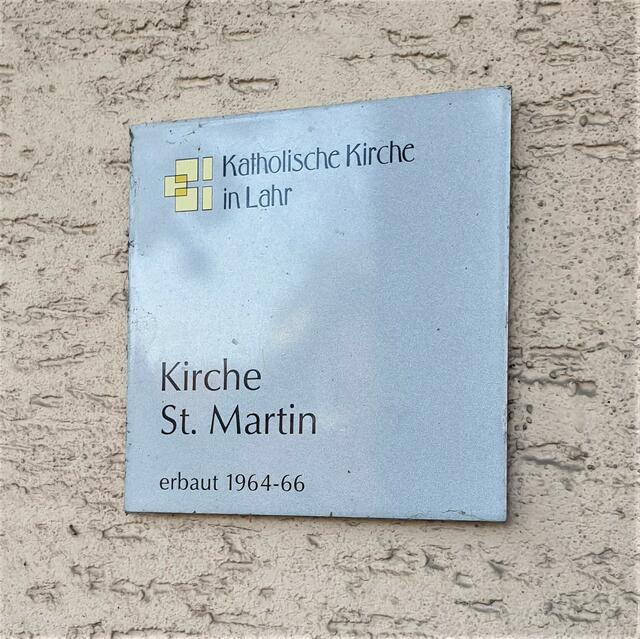 Katholische Kirche
in Lahr
Kirche
St. Martin
erbaut 1964-66